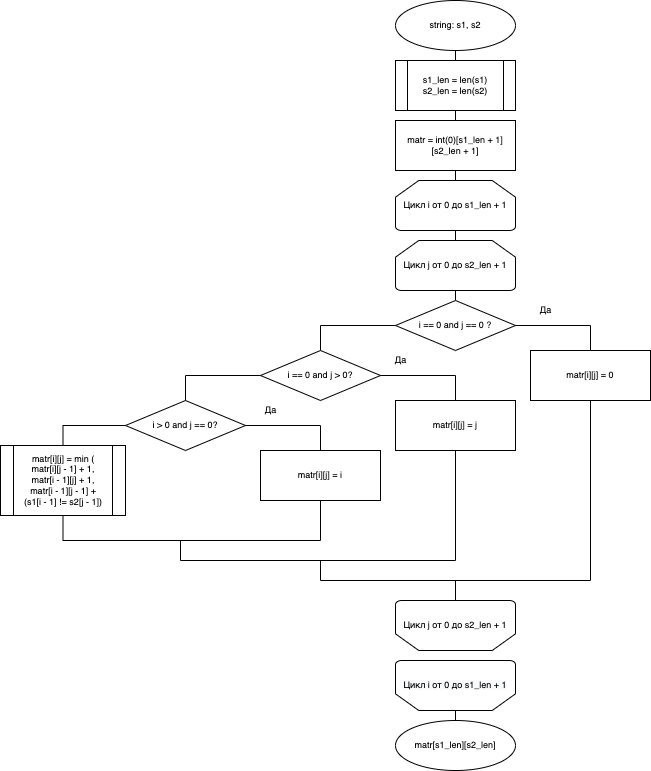 string: s1, s2
s1_len = len(s1)
s2_len = len(s2)
matr = int(0)[s1_len + 1]
[s2_len + 1]
Цикл i от 0 до s1_len + 1
Цикл j от 0 до s2_len + 1
i == 0 and j == 0 ?
Да
i == 0 and j > 0?
Да
matr[i][j] = 0
i > 0 and j == 0?
Да
matr[i][j] = j
matr[i][j] = min (
matr[i][j - 1] + 1,
matr[i - 1][j] + 1,
matr[i - 1][j - 1] +
(s1[i - 1] != s2[j - 1])
matr[i][j] = i
Цикл j от 0 до s2_len + 1
Цикл i от 0 до s1_len + 1
matr[s1_len][s2_len]